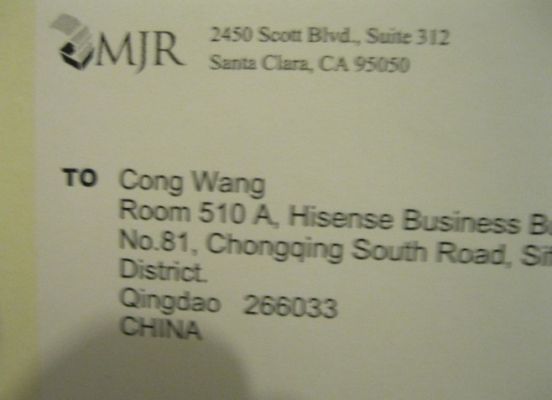 MJR
2450 Scott Blvd., Suite 312
Santa Clara, CA 95050
TO
Cong Wang
Room 510 A, Hisense Business
No.81, Chongqing South Road,
District.
Qingdao 266033
CHINA